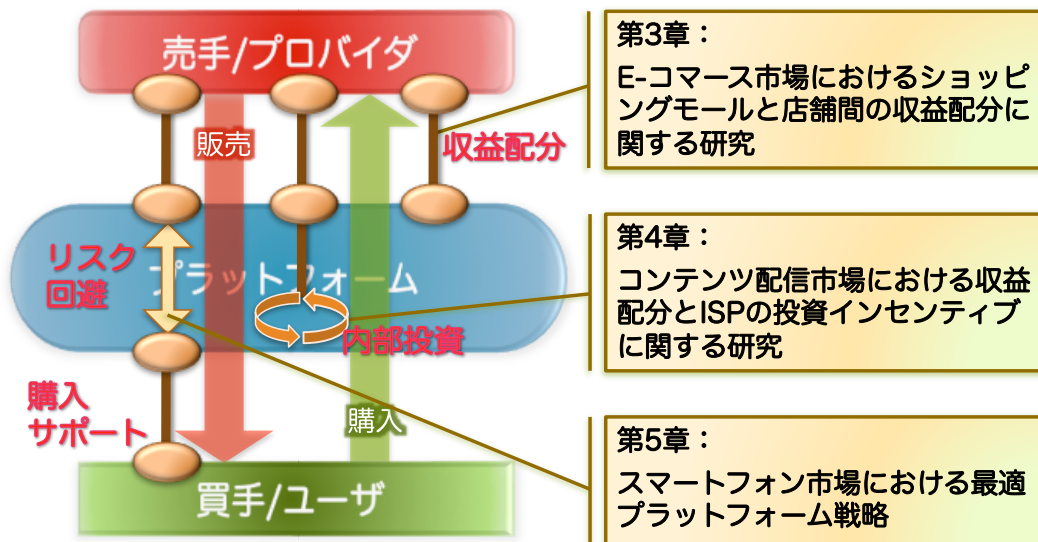 売手/プロバイダ
販売
収益配分
リスク
回避
プラットフォーム
内部投資
購入
サポート
購入
買手/ユーザ
第3章：
E-コマース市場におけるショッピ
ングモールと店舗間の収益配分に
関する研究
第4章：
コンテンツ配信市場における収益
配分とISPの投資インセンティブ
に関する研究
第5章：
スマートフォン市場における最適
プラットフォーム戦略